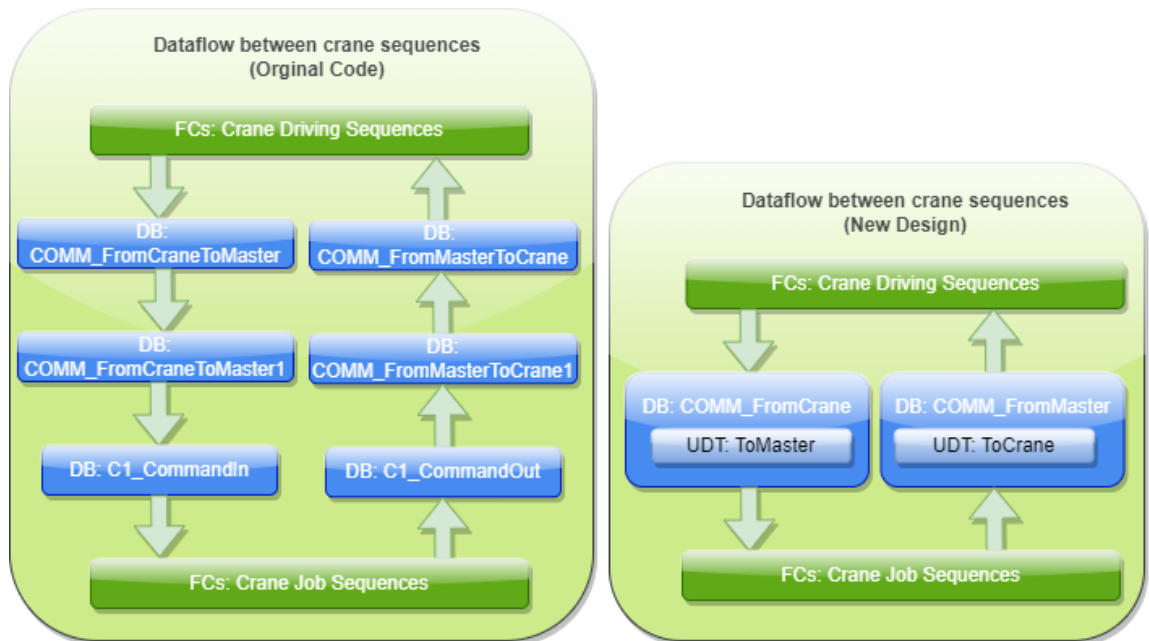 Dataflow between crane sequences
(Orginal Code)
FCs: Crane Driving Sequences
DB:
COMM_FromCraneToMaster
DB:
COMM_FromMasterToCrane
DB:
COMM_FromCraneToMaster1
DB:
COMM_FromMasterToCrane1
DB: C1_CommandIn
DB: C1_CommandOut
FCs: Crane Job Sequences
Dataflow between crane sequences
(New Design)
FCs: Crane Driving Sequences
DB: COMM_FromCrane
UDT: ToMaster
DB: COMM_FromMaster
UDT: ToCrane
FCs: Crane Job Sequences